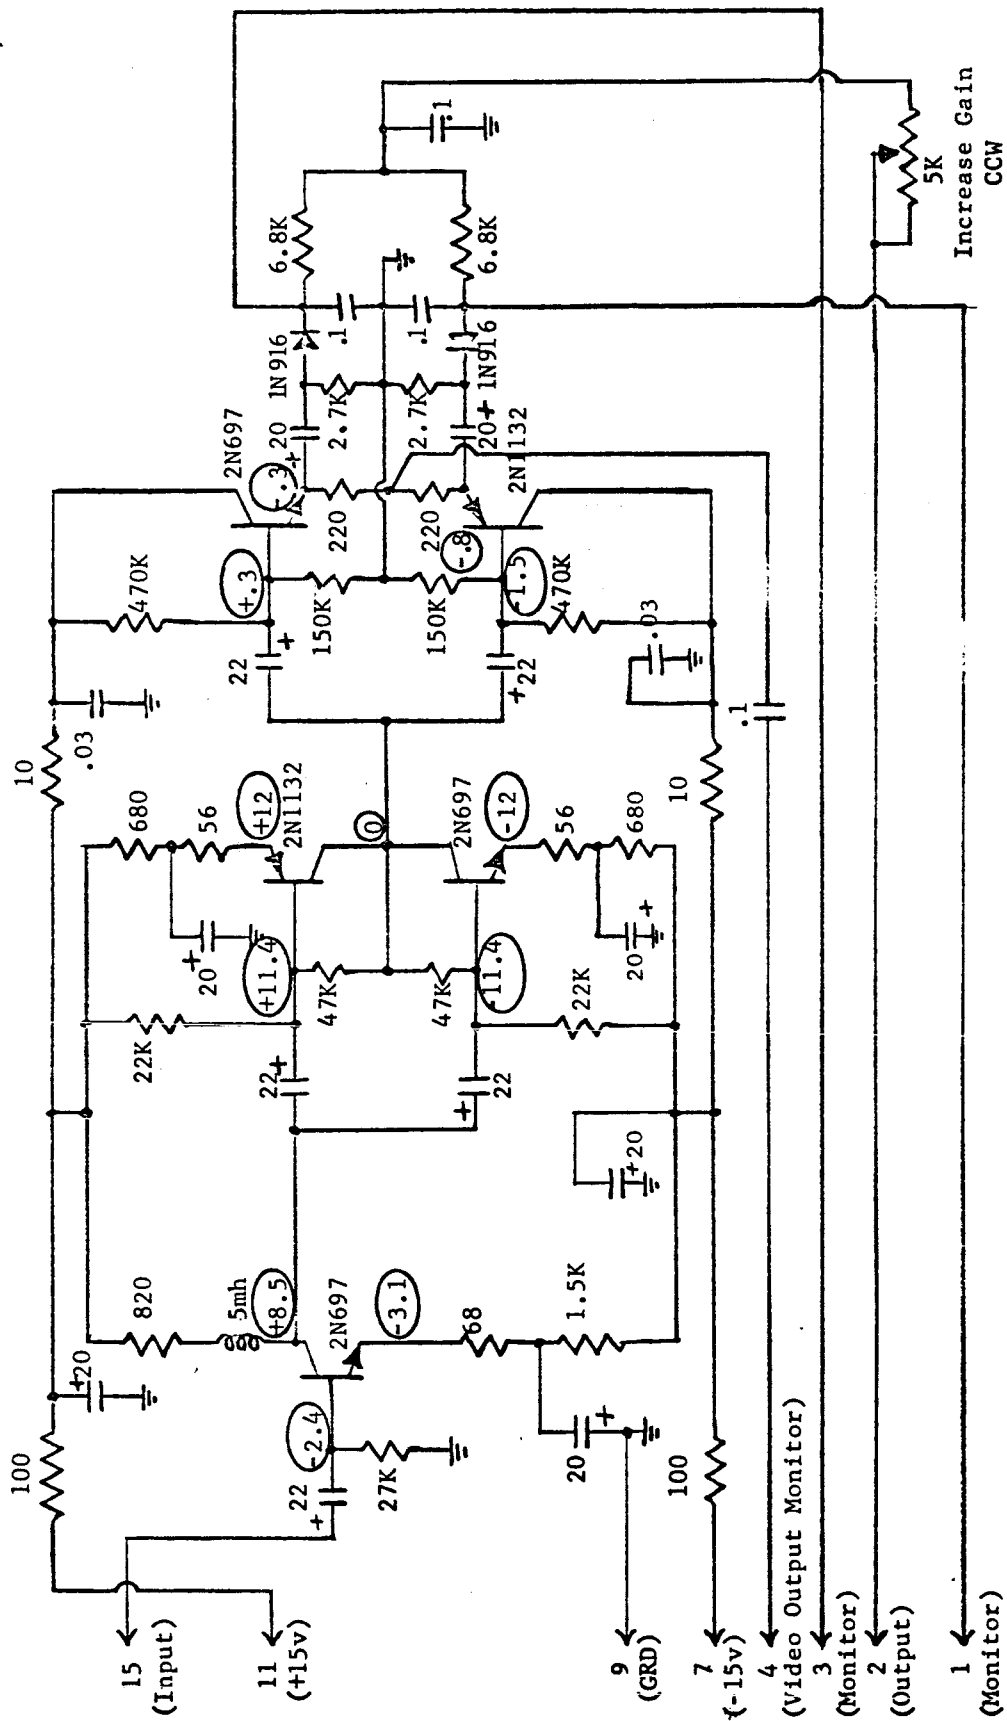 100
+20
820
5mh
+8.5
22K
680
56
+12
2N1132
20
+
+11.4
47K
22
+
10
.03
470K
+.3
22
+
150K
2N697
-.3
+
220
20
1N916
2.7K
.1
6.8K
.1
15
(Input)
22
+
-2.4
27K
2N697
-3.1
68
1.5K
20
+
22
+
47K
-11.4
22K
0
2N697
-12
56
680
20
+
22
+
150K
-1.5
470K
-.8
220
2N1132
20
+
2.7K
1N916
.1
6.8K
11
(+15v)
9
(GRD)
100
+20
10
.03
7
(-15v)
4
(Video Output Monitor)
.1
3
(Monitor)
2
(Output)
1
(Monitor)
5K
Increase Gain
CCW